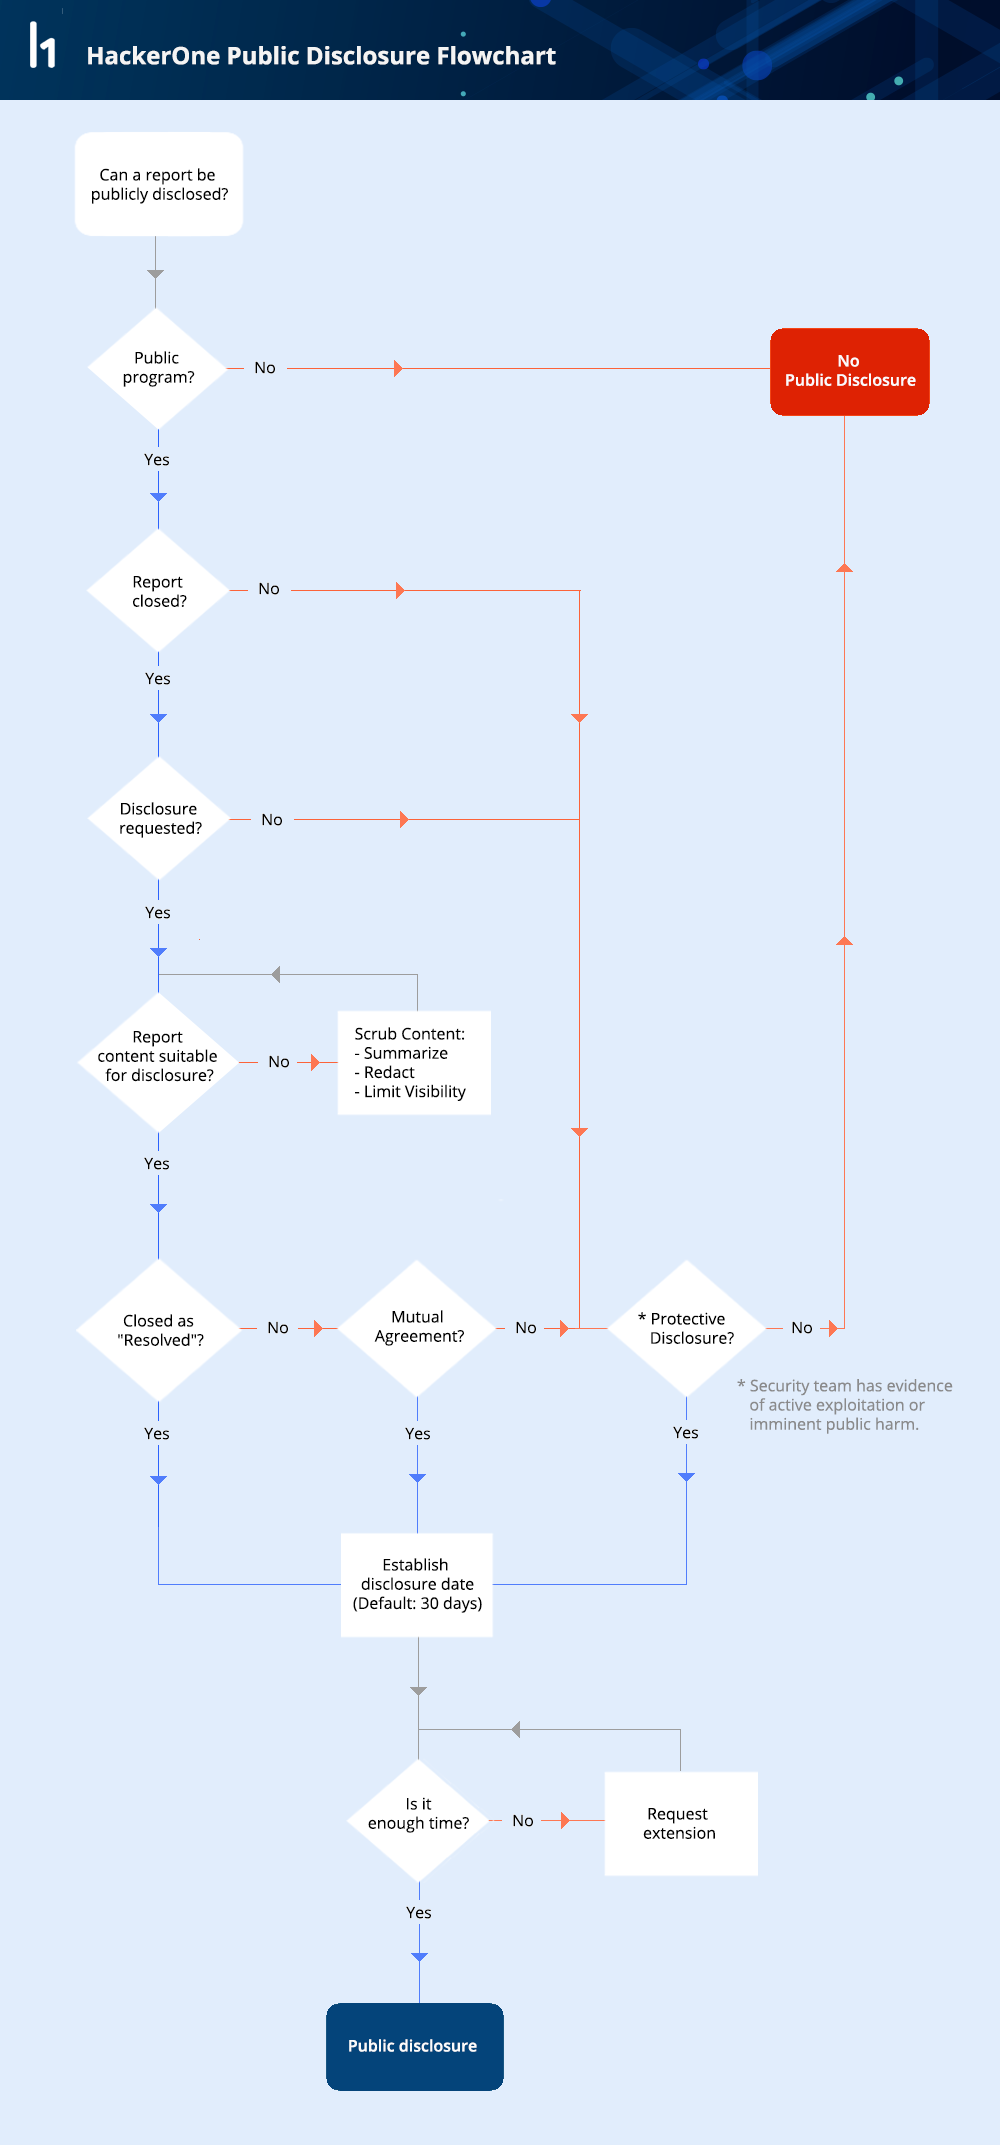 HackerOne Public Disclosure Flowchart
Can a report be
publicly disclosed?
Public
program?
No
No
Public Disclosure
Yes
Report
closed?
No
Yes
Disclosure
requested?
No
Yes
Report
content suitable
for disclosure?
No
Scrub Content:
- Summarize
- Redact
- Limit Visibility
Yes
Closed as
"Resolved"?
No
Mutual
Agreement?
No
* Protective
Disclosure?
No
* Security team has evidence
of active exploitation or
imminent public harm.
Yes
Yes
Yes
Establish
disclosure date
(Default: 30 days)
Is it
enough time?
No
Request
extension
Yes
Public disclosure